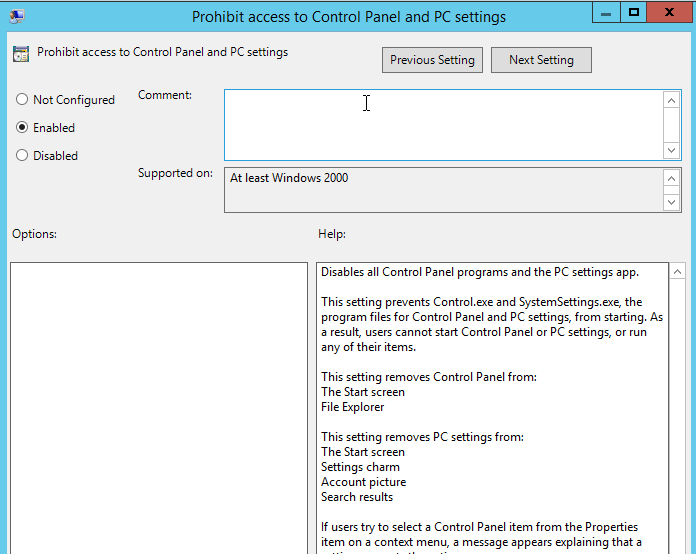 Prohibit access to Control Panel and PC settings
Prohibit access to Control Panel and PC settings
Previous Setting
Next Setting
Not Configured
Comment:
Enabled
Disabled
Supported on:
At least Windows 2000
Options:
Help:
Disables all Control Panel programs and the PC settings app.
This setting prevents Control.exe and SystemSettings.exe, the
program files for Control Panel and PC settings, from starting. As
a result, users cannot start Control Panel or PC settings, or run
any of their items.
This setting removes Control Panel from:
The Start screen
File Explorer
This setting removes PC settings from:
The Start screen
Settings charm
Account picture
Search results
If users try to select a Control Panel item from the Properties
item on a context menu, a message appears explaining that a